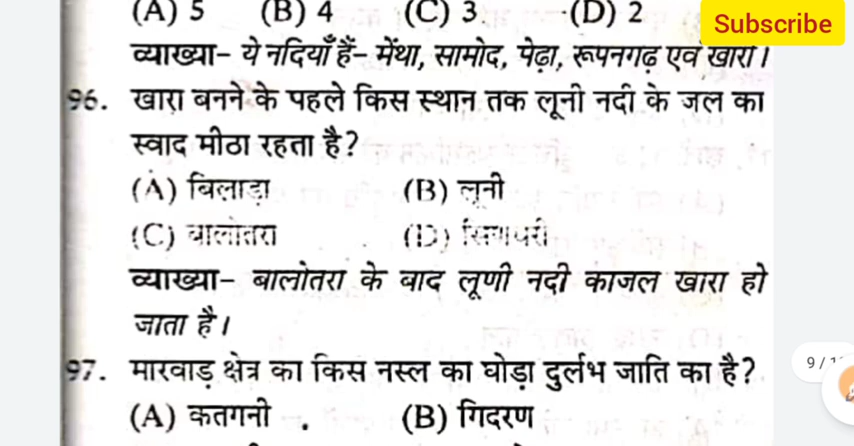 (A) 5 (B) 4 (C) 3 (D) 2
Subscribe
व्याख्या– ये नदियाँ हैं– मेंथा, सामोद, पेढ़ा, रूपनगढ़ एवं खारी।
96. खारा बनने के पहले किस स्थान तक लूनी नदी के जल का
स्वाद मीठा रहता है?
(A) बिलाड़ा (B) लूनी
(C) बालोतरा (D)
व्याख्या– बालोतरा के बाद लूणी नदी काजल खारा हो
जाता है।
97. मारवाड़ क्षेत्र का किस नस्ल का घोड़ा दुर्लभ जाति का है?
9 / 1
(A) कतगनी (B) गिदरण